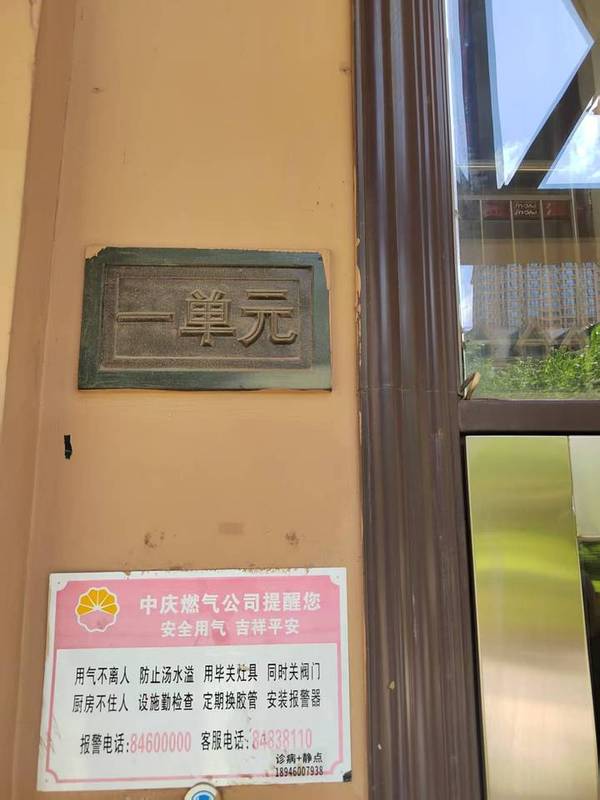 一单元
中庆燃气公司提醒您
安全用气 吉祥平安
用气不离人 防止汤水溢 用毕关灶具 同时关阀门
厨房不住人 设施勤检查 定期换胶管 安装报警器
报警电话:84600000 客服电话:84838110
诊病+静点
18946007938